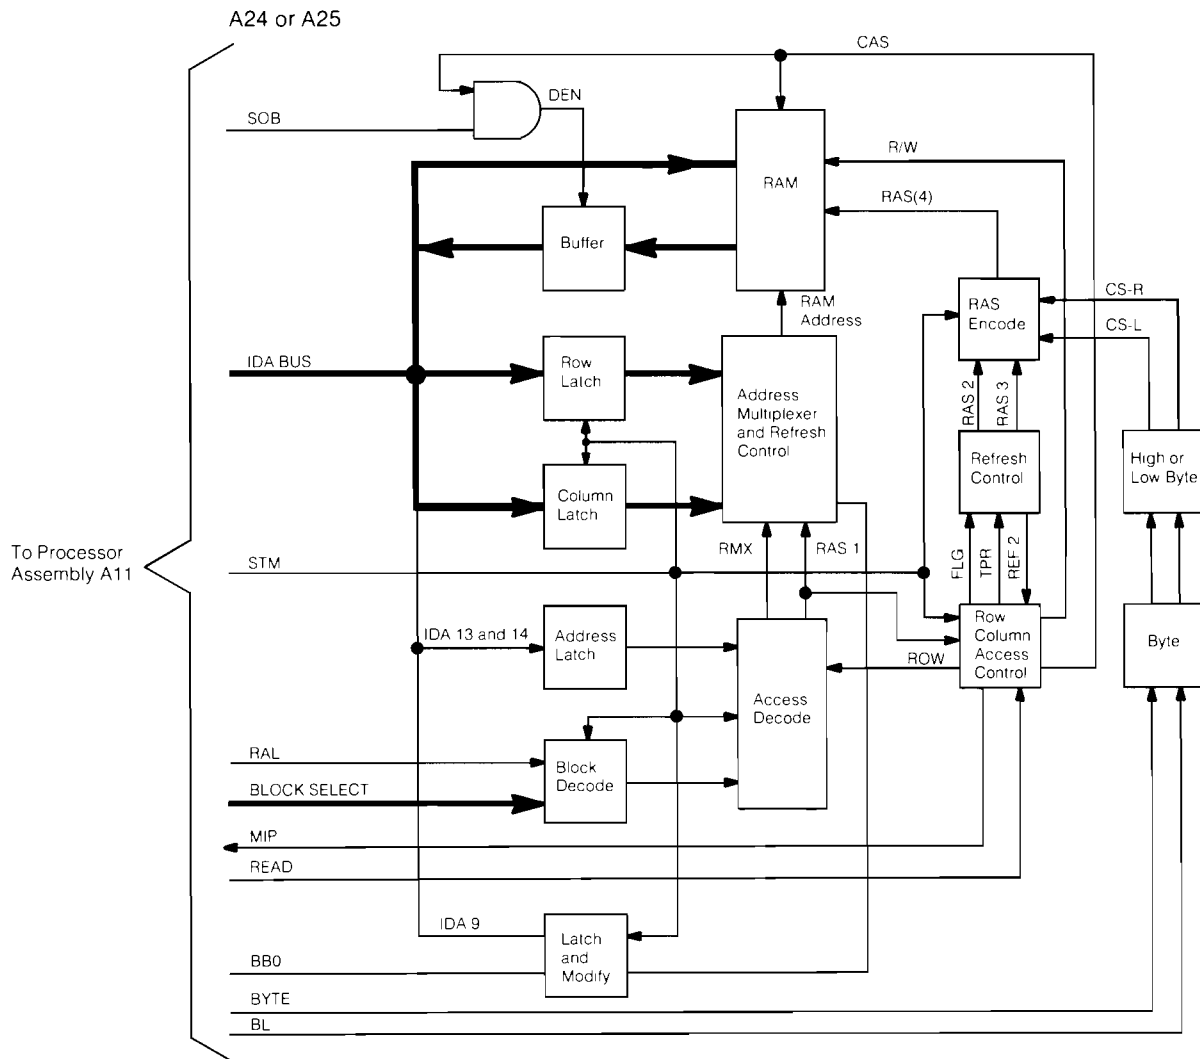 A24 or A25
CAS
DEN
SOB
R/W
RAM
RAS(4)
Buffer
RAM
Address
RAS
Encode
CS-R
CS-L
IDA BUS
Row
Latch
Address
Multiplexer
and Refresh
Control
RAS 2
RAS 3
Refresh
Control
High or
Low Byte
Column
Latch
To Processor
Assembly A11
STM
RMX
RAS 1
FLG
TPR
REF 2
IDA 13 and 14
Address
Latch
Row
Column
Access
Control
Byte
ROW
Access
Decode
RAL
Block
Decode
BLOCK SELECT
MIP
READ
IDA 9
Latch
and
Modify
BB0
BYTE
BL